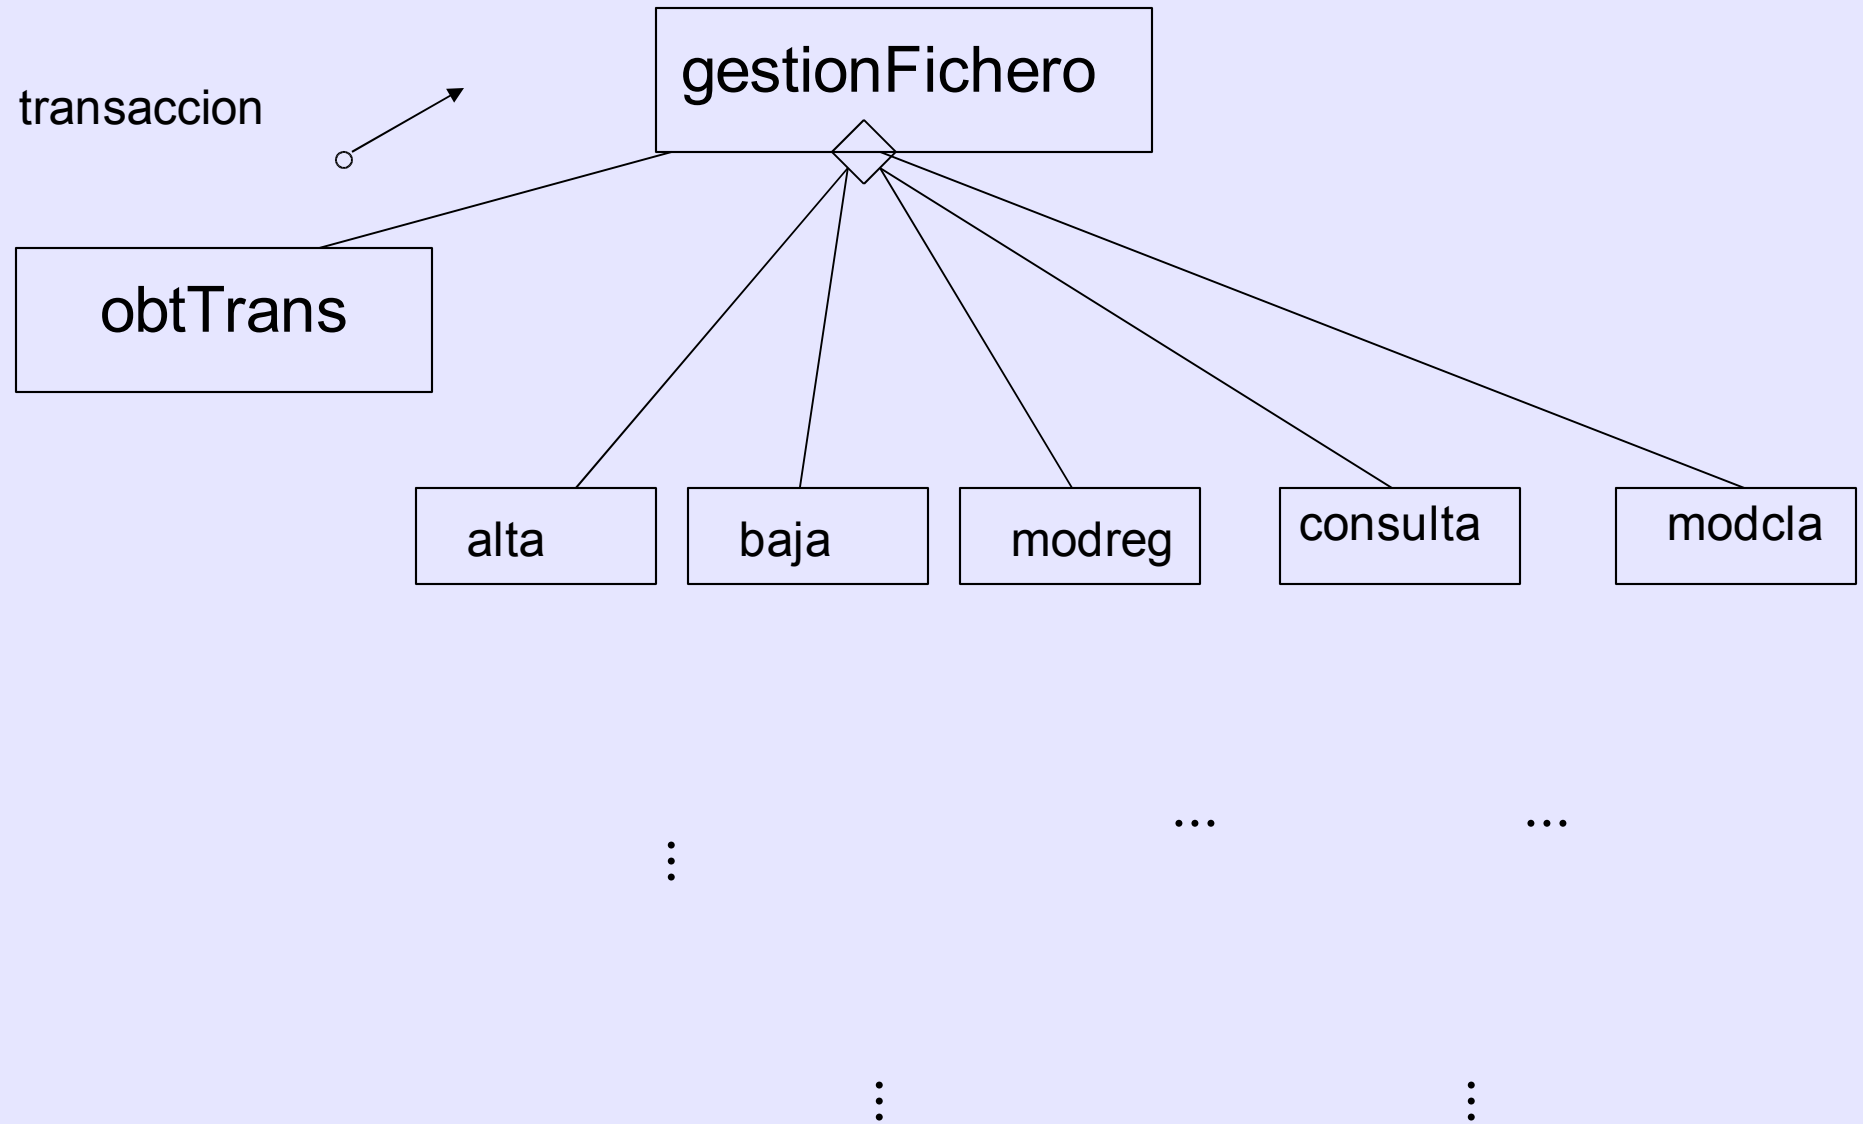 gestionFichero
transaccion
obtTrans
alta
baja
modreg
consulta
modcla
...
...
...
...
...